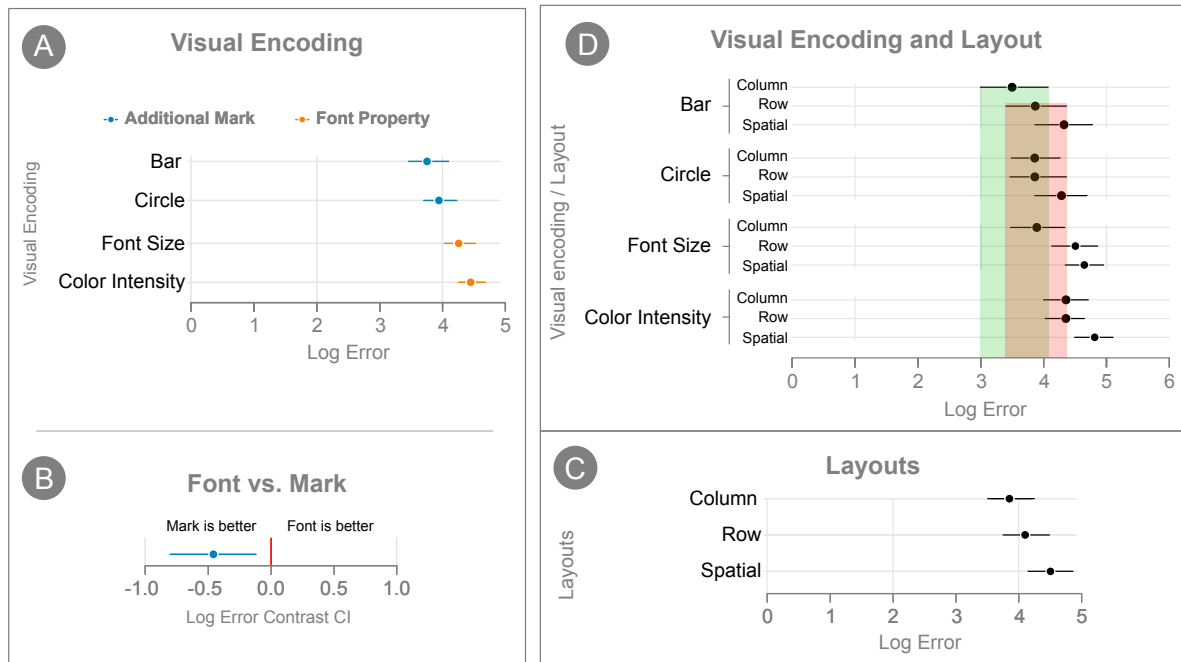 A
Visual Encoding
Additional Mark
Font Property
Visual Encoding
Bar
Circle
Font Size
Color Intensity
0 1 2 3 4 5
Log Error
B
Font vs. Mark
Mark is better
Font is better
-1.0 -0.5 0.0 0.5 1.0
Log Error Contrast CI
D
Visual Encoding and Layout
Visual encoding / Layout
Bar
Column
Row
Spatial
Circle
Column
Row
Spatial
Font Size
Column
Row
Spatial
Color Intensity
Column
Row
Spatial
0 1 2 3 4 5 6
Log Error
C
Layouts
Layouts
Column
Row
Spatial
0 1 2 3 4 5
Log Error